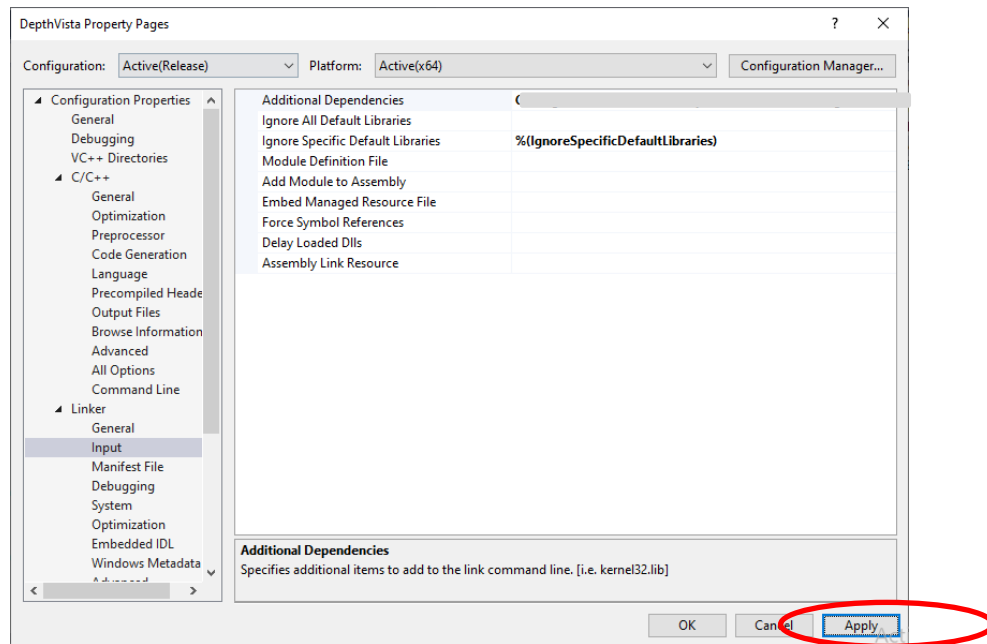 DepthVista Property Pages
Configuration: Active(Release) Platform: Active(x64) Configuration Manager...
Configuration Properties
General
Debugging
VC++ Directories
C/C++
General
Optimization
Preprocessor
Code Generation
Language
Precompiled Heade
Output Files
Browse Information
Advanced
All Options
Command Line
Linker
General
Input
Manifest File
Debugging
System
Optimization
Embedded IDL
Windows Metadata
Additional Dependencies
Ignore All Default Libraries
Ignore Specific Default Libraries %(IgnoreSpecificDefaultLibraries)
Module Definition File
Add Module to Assembly
Embed Managed Resource File
Force Symbol References
Delay Loaded Dlls
Assembly Link Resource
Additional Dependencies
Specifies additional items to add to the link command line. [i.e. kernel32.lib]
OK Cancel Apply